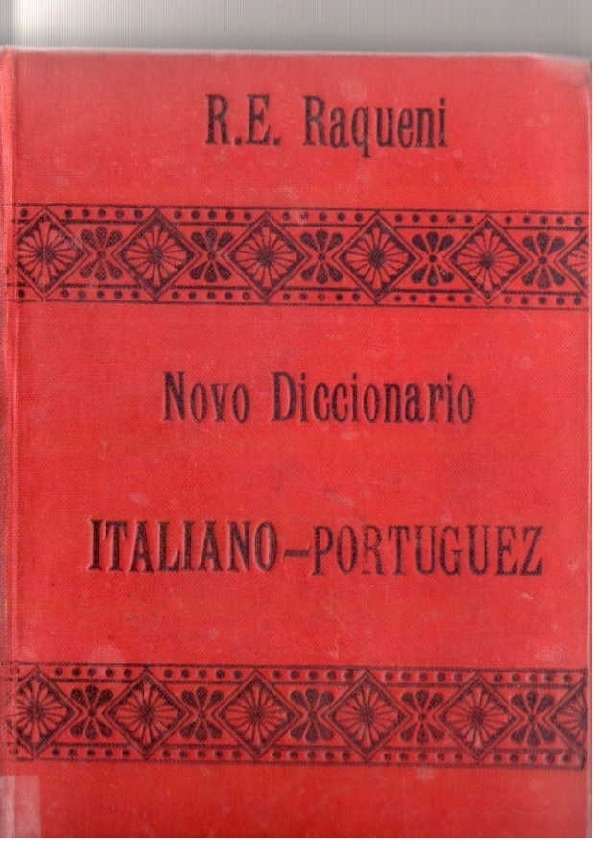 R.E. Raqueni
Novo Diccionario
ITALIANO-PORTUGUEZ